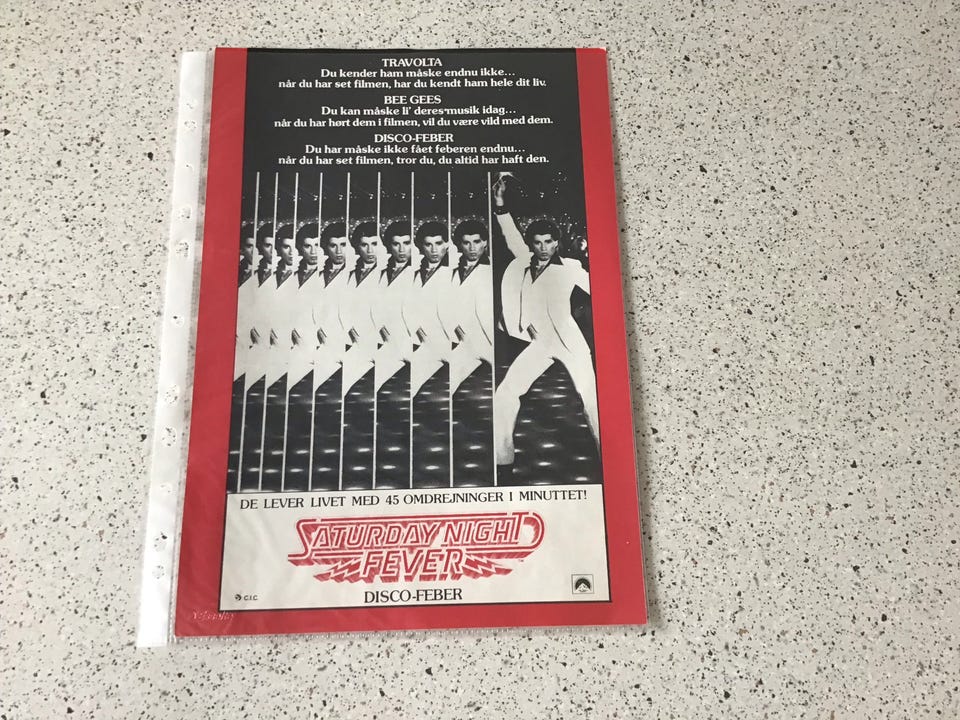 TRAVOLTA
Du kender ham måske endnu ikke...
når du har set filmen, har du kendt ham hele dit liv.
BEE GEES
Du kan måske li' deres musik idag...
når du har hørt dem i filmen, vil du være vild med dem.
DISCO-FEBER
Du har måske ikke fået feberen endnu...
når du har set filmen, tror du, du altid har haft den.
DE LEVER LIVET MED 45 OMDREJNINGER I MINUTTET!
SATURDAY NIGHT
FEVER
C.I.C.
DISCO-FEBER